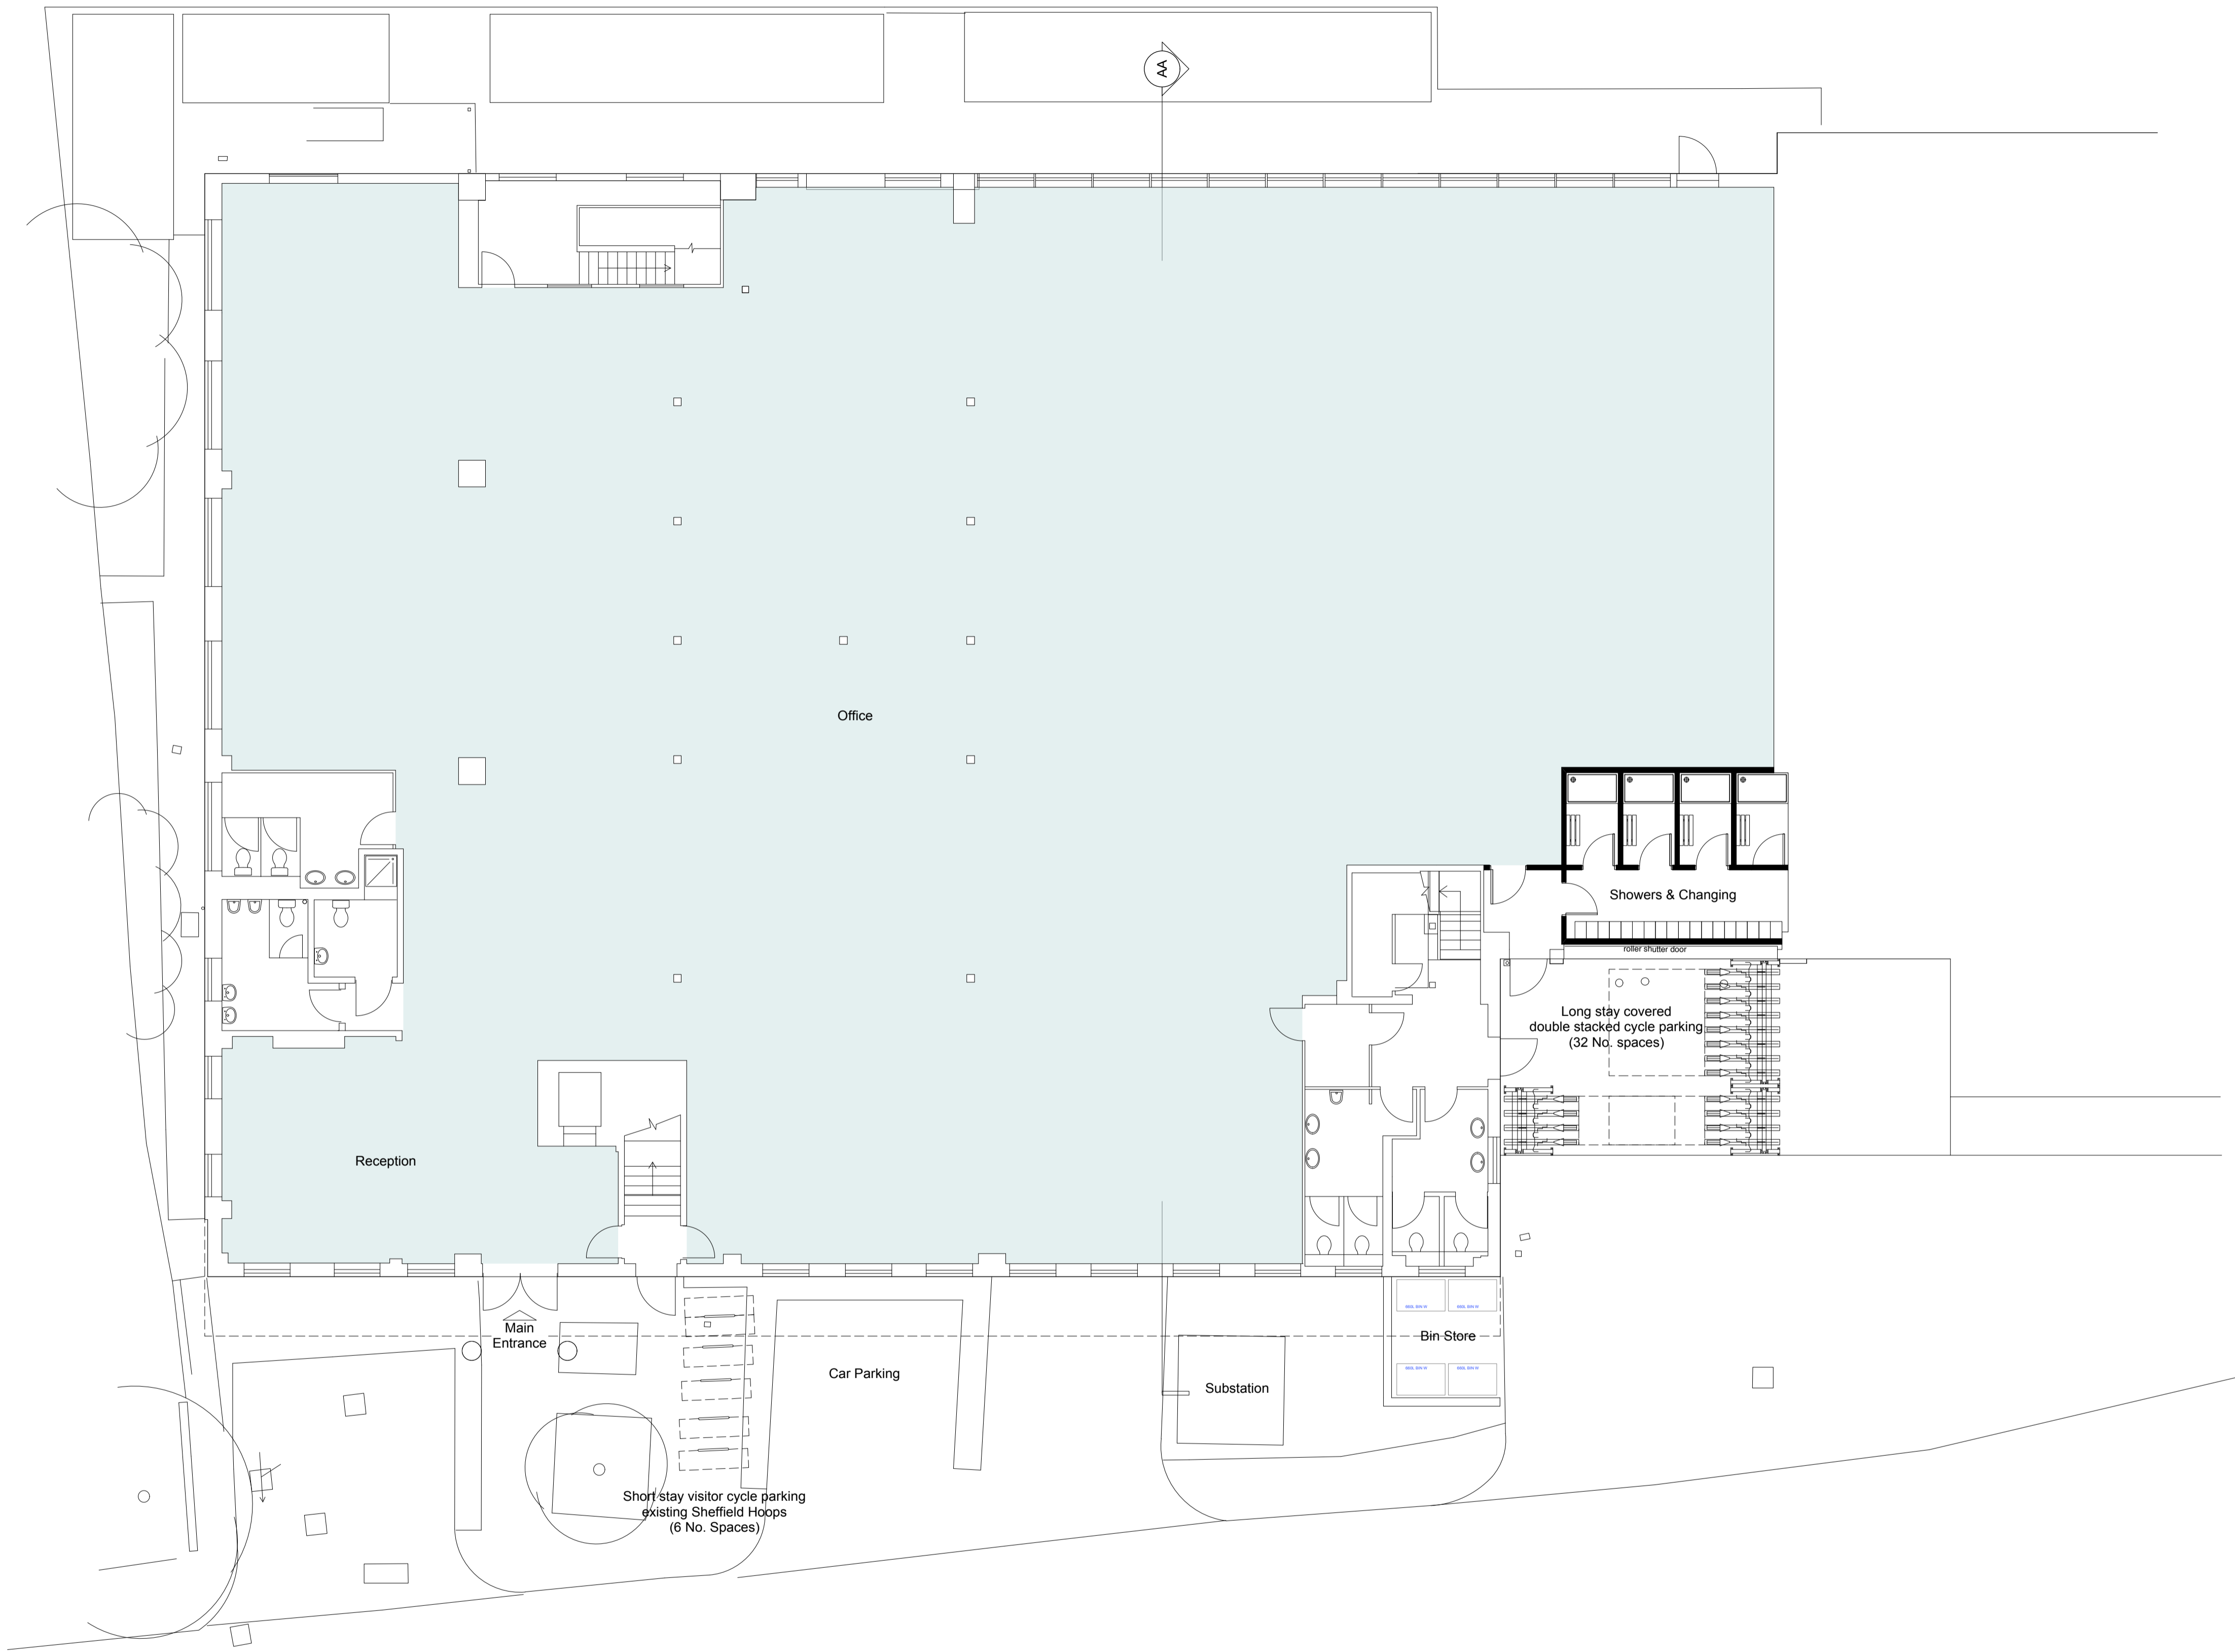 AA
Office
Showers & Changing
roller shutter door
Long stay covered
double stacked cycle parking
(32 No. spaces)
Reception
Main
Entrance
Bin Store
Car Parking
Substation
Short stay visitor cycle parking
existing Sheffield Hoops
(6 No. Spaces)